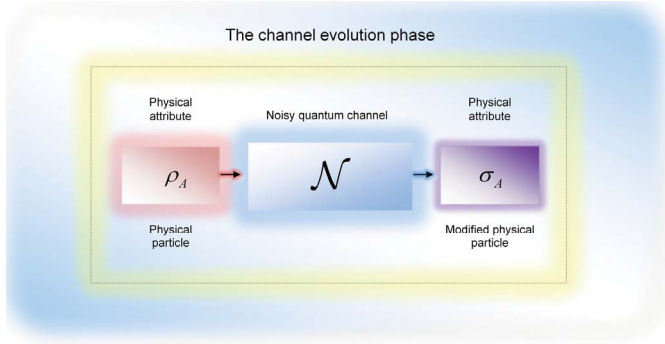 The channel evolution phase
Physical
attribute
Noisy quantum channel
Physical
attribute
ρ_A
𝒩
σ_A
Physical
particle
Modified physical
particle